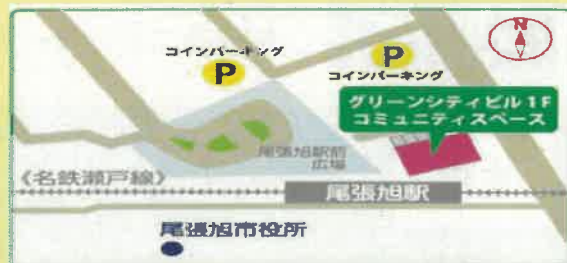 N
コインパーキング
P
P
コインパーキング
グリーンシティビル1F
コミュニティスペース
尾張旭駅前
広場
《名鉄瀬戸線》
尾張旭駅
尾張旭市役所